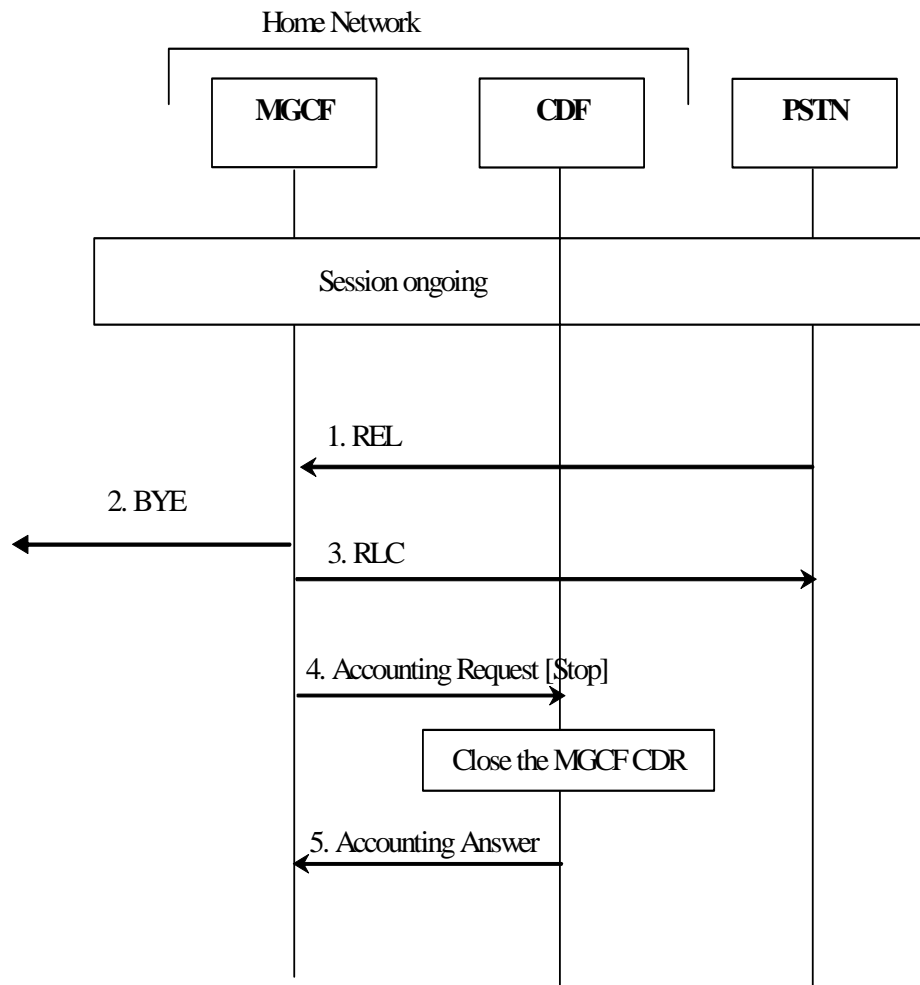 Home Network
MGCF
CDF
PSTN
Session ongoing
1. REL
2. BYE
3. RLC
4. Accounting Request [Stop]
Close the MGCF CDR
5. Accounting Answer